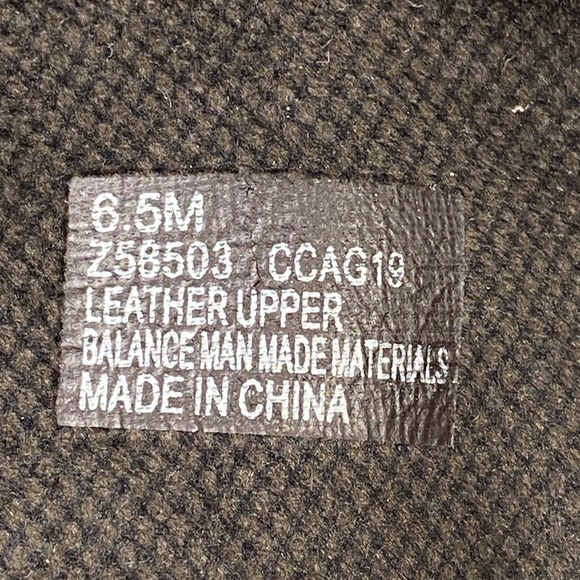 6.5M
Z58503 CCAG19
LEATHER UPPER
BALANCE MAN MADE MATERIALS
MADE IN CHINA